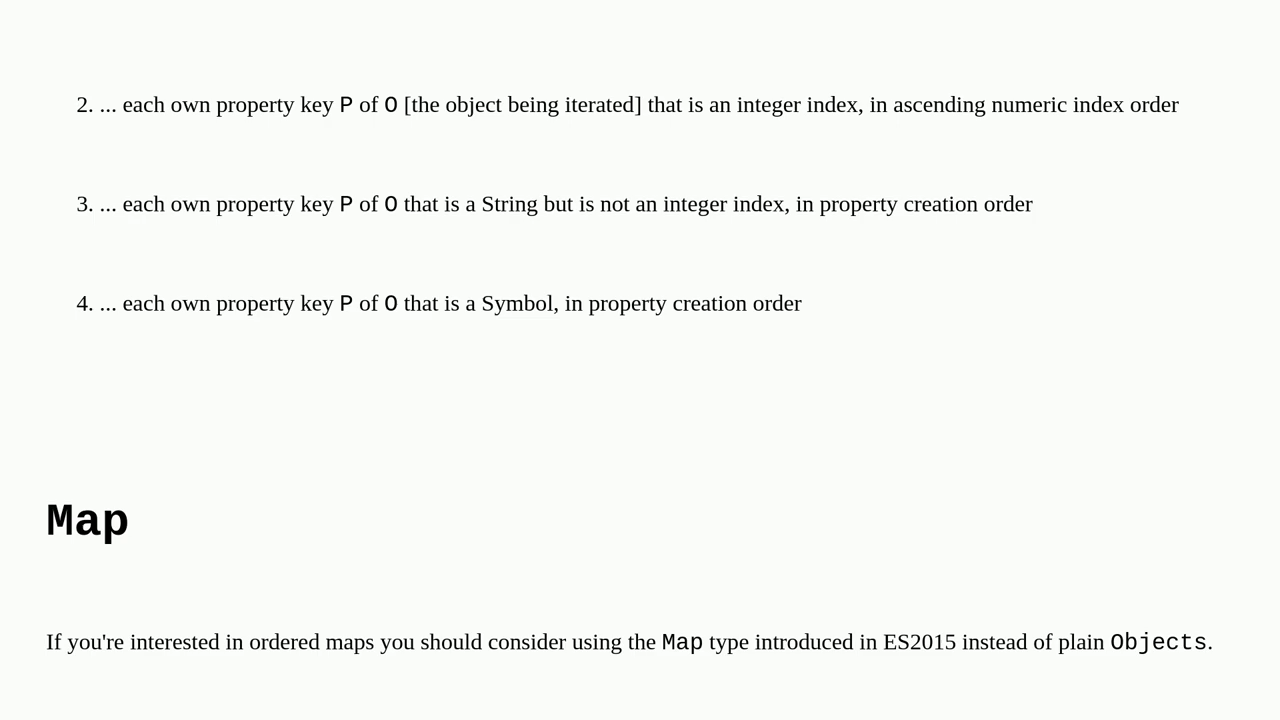 2. ... each own property key P of O [the object being iterated] that is an integer index, in ascending numeric index order
3. ... each own property key P of O that is a String but is not an integer index, in property creation order
4. ... each own property key P of O that is a Symbol, in property creation order
Map
If you're interested in ordered maps you should consider using the Map type introduced in ES2015 instead of plain Objects.